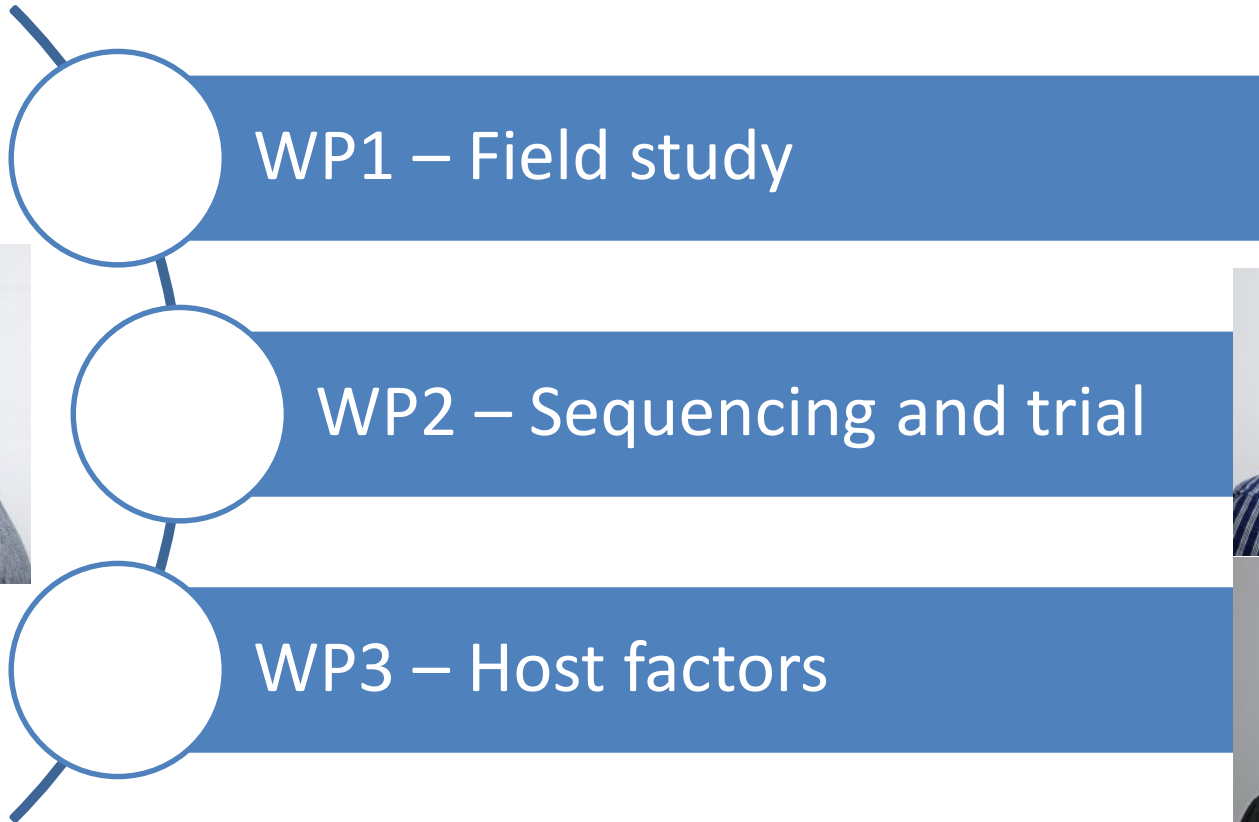 WP1 – Field study
WP2 – Sequencing and trial
WP3 – Host factors